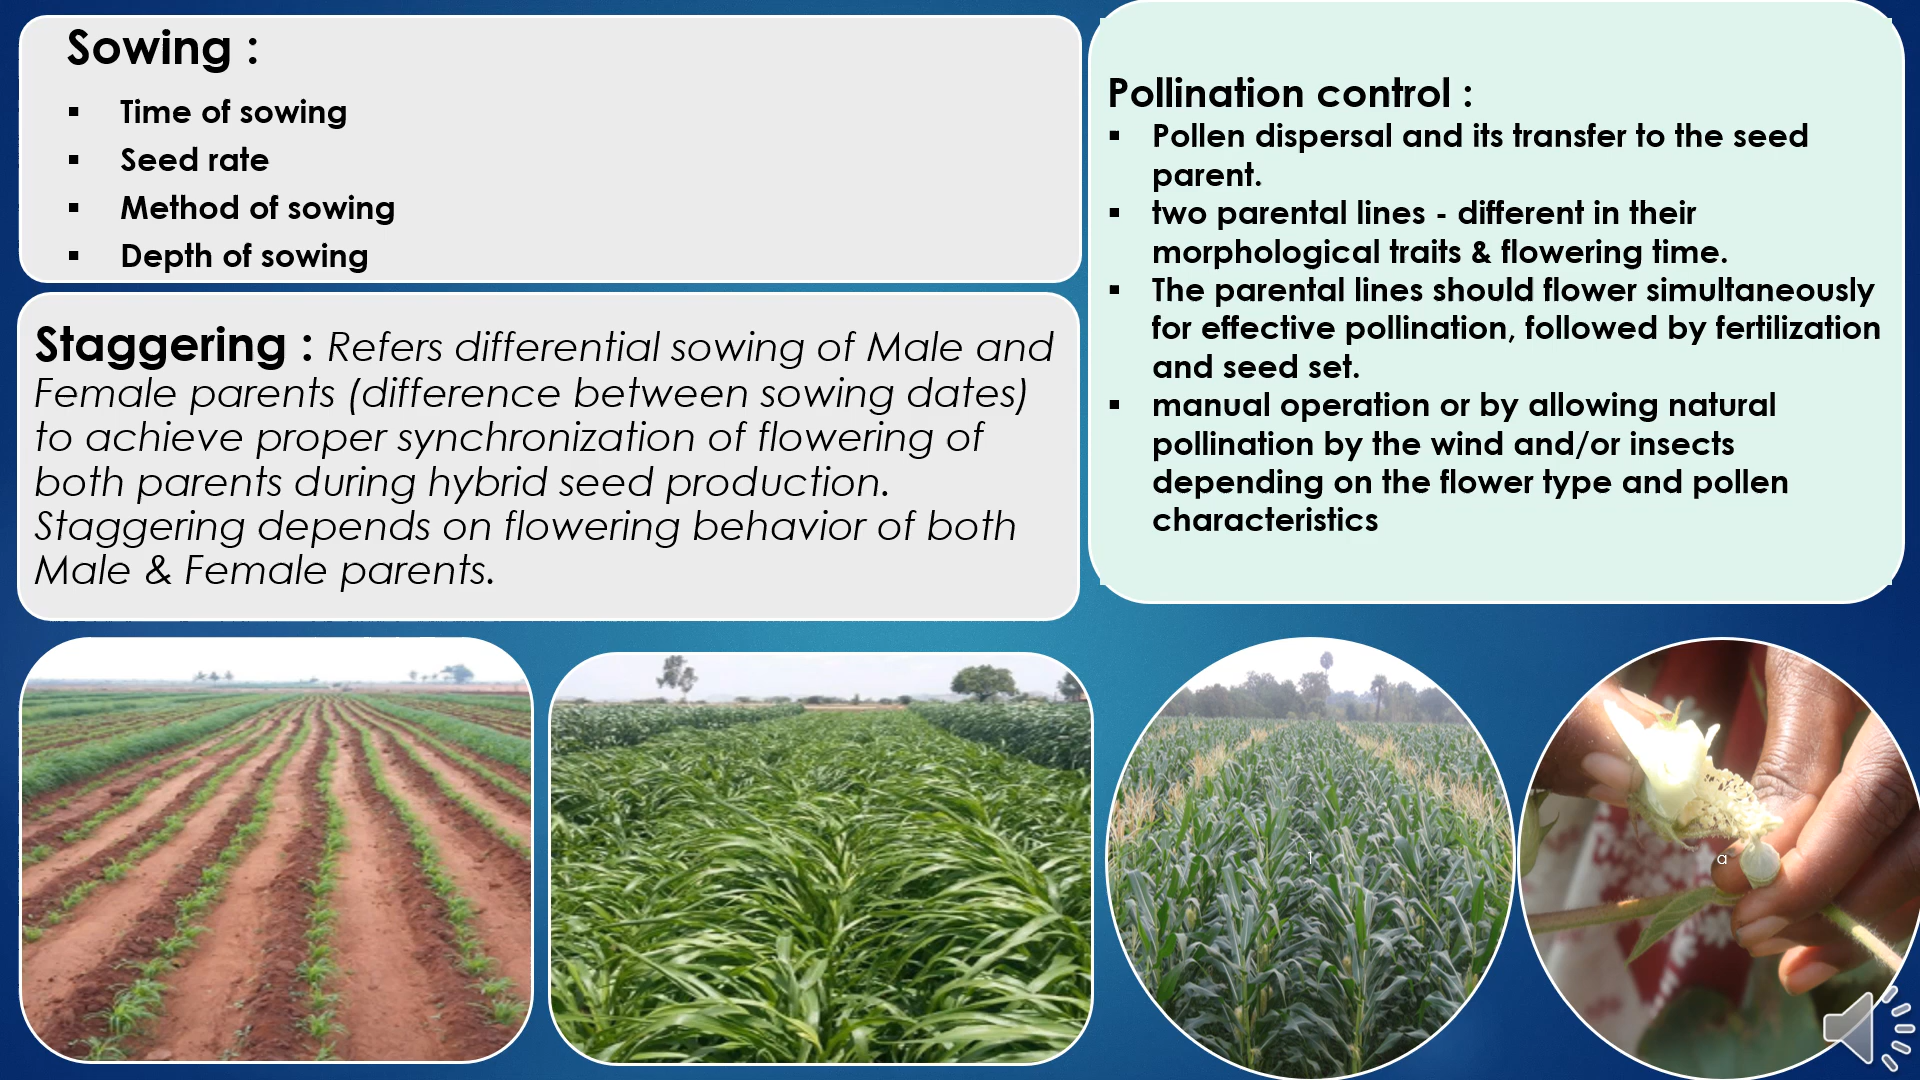 Sowing :
▪ Time of sowing
▪ Seed rate
▪ Method of sowing
▪ Depth of sowing
Staggering : Refers differential sowing of Male and
Female parents (difference between sowing dates)
to achieve proper synchronization of flowering of
both parents during hybrid seed production.
Staggering depends on flowering behavior of both
Male & Female parents.
Pollination control :
▪ Pollen dispersal and its transfer to the seed
parent.
▪ two parental lines - different in their
morphological traits & flowering time.
▪ The parental lines should flower simultaneously
for effective pollination, followed by fertilization
and seed set.
▪ manual operation or by allowing natural
pollination by the wind and/or insects
depending on the flower type and pollen
characteristics
a